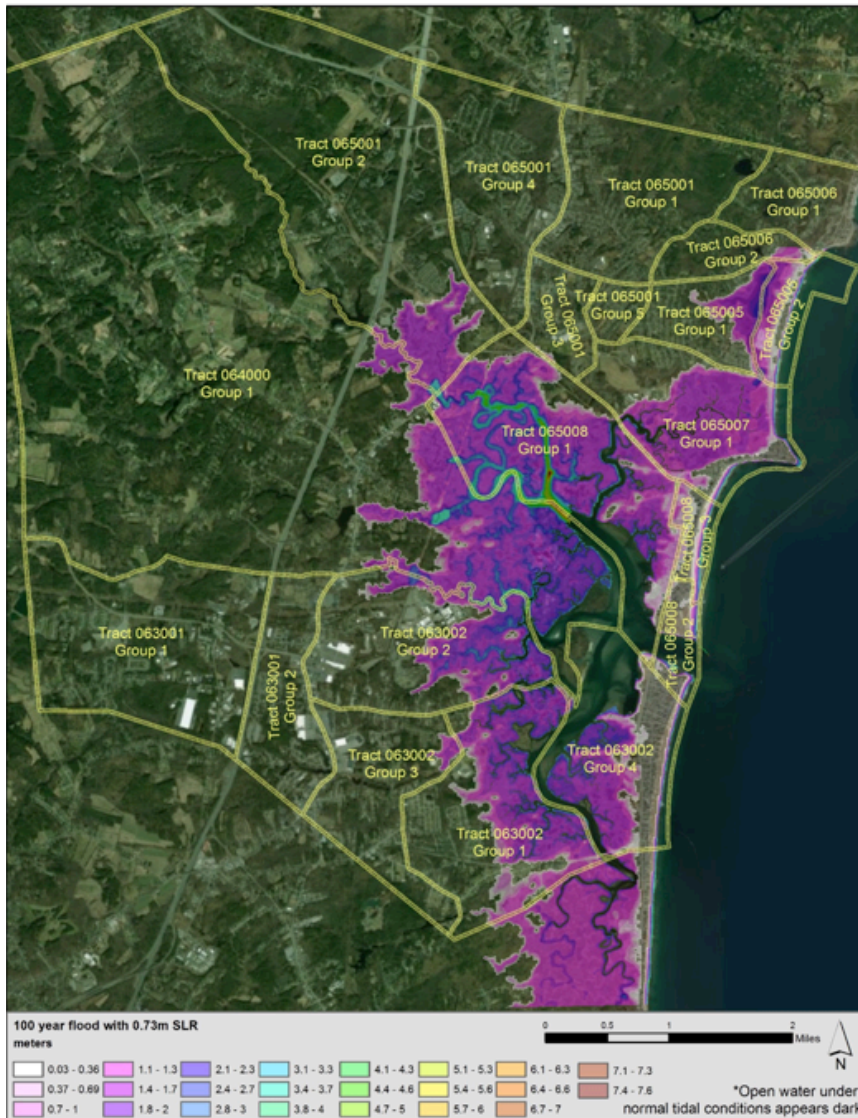 Tract 065001
Group 2
Tract 065001
Group 4
Tract 065001
Group 1
Tract 065006
Group 1
Tract 065006
Group 2
Tract 065001
Group 3
Tract 065001
Group 5
Tract 065005
Group 1
Tract 065005
Group 2
Tract 064000
Group 1
Tract 065008
Group 1
Tract 065007
Group 1
Tract 065008
Group 3
Tract 065008
Group 2
Tract 063001
Group 1
Tract 063001
Group 2
Tract 063002
Group 2
Tract 063002
Group 3
Tract 063002
Group 4
Tract 063002
Group 1
100 year flood with 0.73m SLR
meters
0 0.5 1 2
Miles
N
0.03 - 0.36 1.1 - 1.3 2.1 - 2.3 3.1 - 3.3 4.1 - 4.3 5.1 - 5.3 6.1 - 6.3 7.1 - 7.3
0.37 - 0.69 1.4 - 1.7 2.4 - 2.7 3.4 - 3.7 4.4 - 4.6 5.4 - 5.6 6.4 - 6.6 7.4 - 7.6
0.7 - 1 1.8 - 2 2.8 - 3 3.8 - 4 4.7 - 5 5.7 - 6 6.7 - 7
*Open water under
normal tidal conditions appears dark